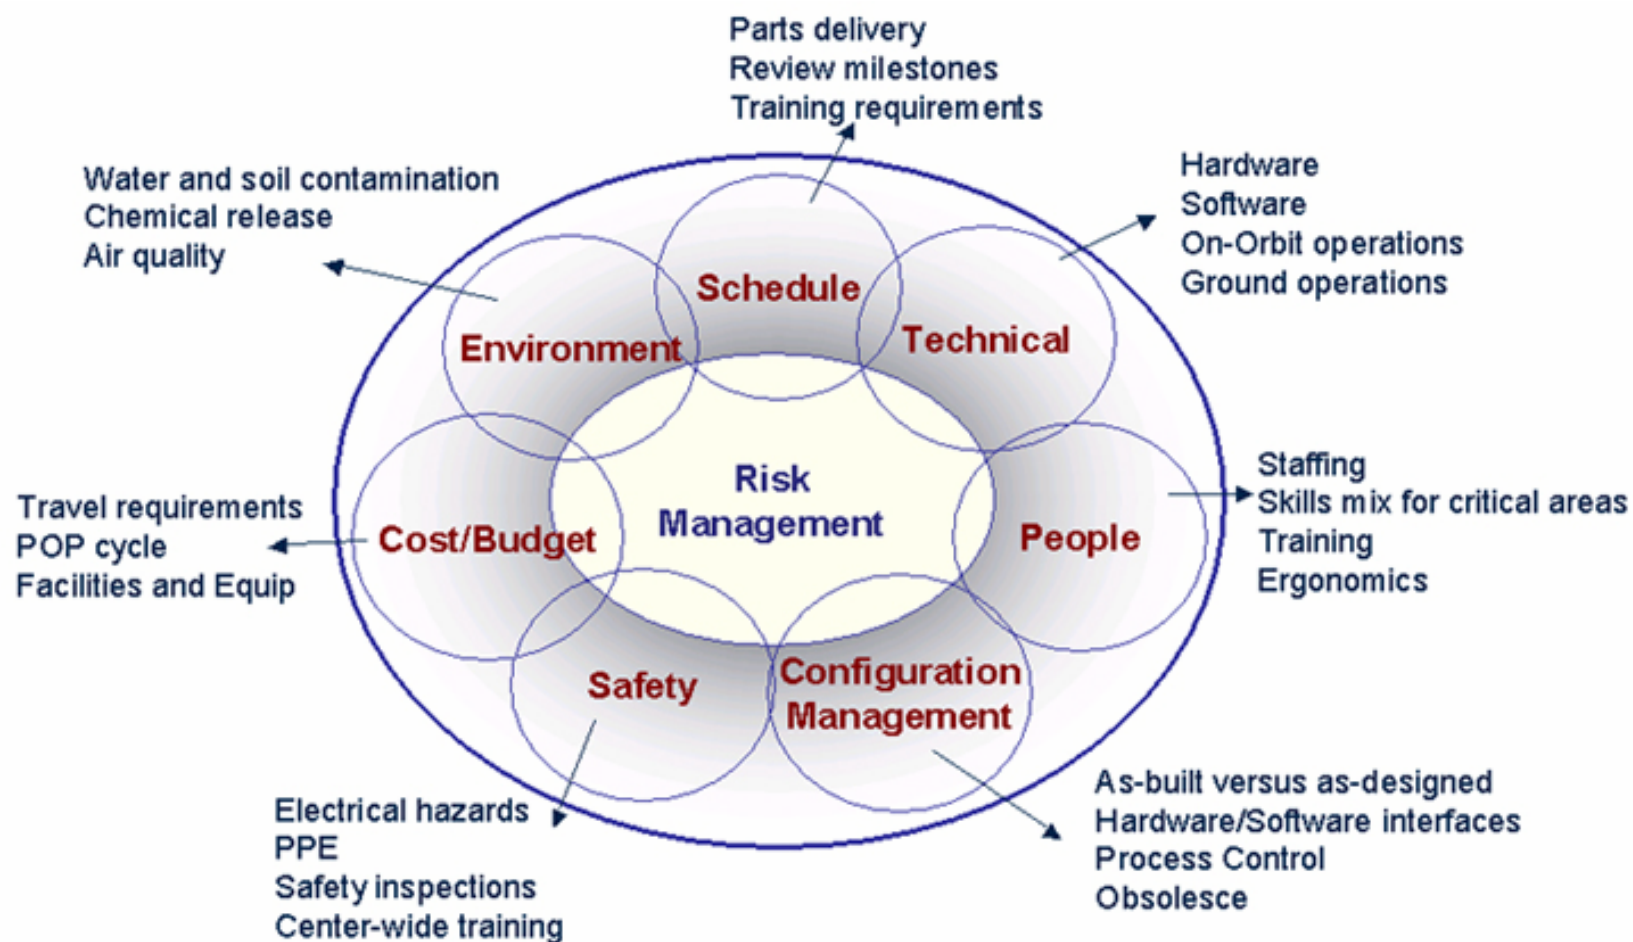 Parts delivery
Review milestones
Training requirements
Water and soil contamination
Chemical release
Air quality
Hardware
Software
On-Orbit operations
Ground operations
Schedule
Environment
Technical
Risk
Management
Travel requirements
POP cycle
Facilities and Equip
Cost/Budget
People
Staffing
Skills mix for critical areas
Training
Ergonomics
Safety
Configuration
Management
Electrical hazards
PPE
Safety inspections
Center-wide training
As-built versus as-designed
Hardware/Software interfaces
Process Control
Obsolesce